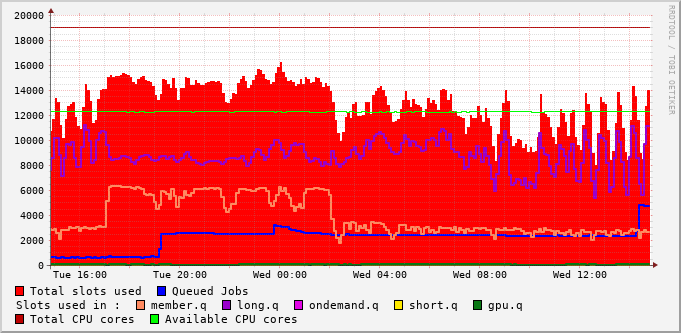 20000
18000
16000
14000
12000
10000
8000
6000
4000
2000
0
Tue 16:00 Tue 20:00 Wed 00:00 Wed 04:00 Wed 08:00 Wed 12:00
RRDTOOL / TOBI OETIKER
Total slots used Queued Jobs
Slots used in : member.q long.q ondemand.q short.q gpu.q
Total CPU cores Available CPU cores